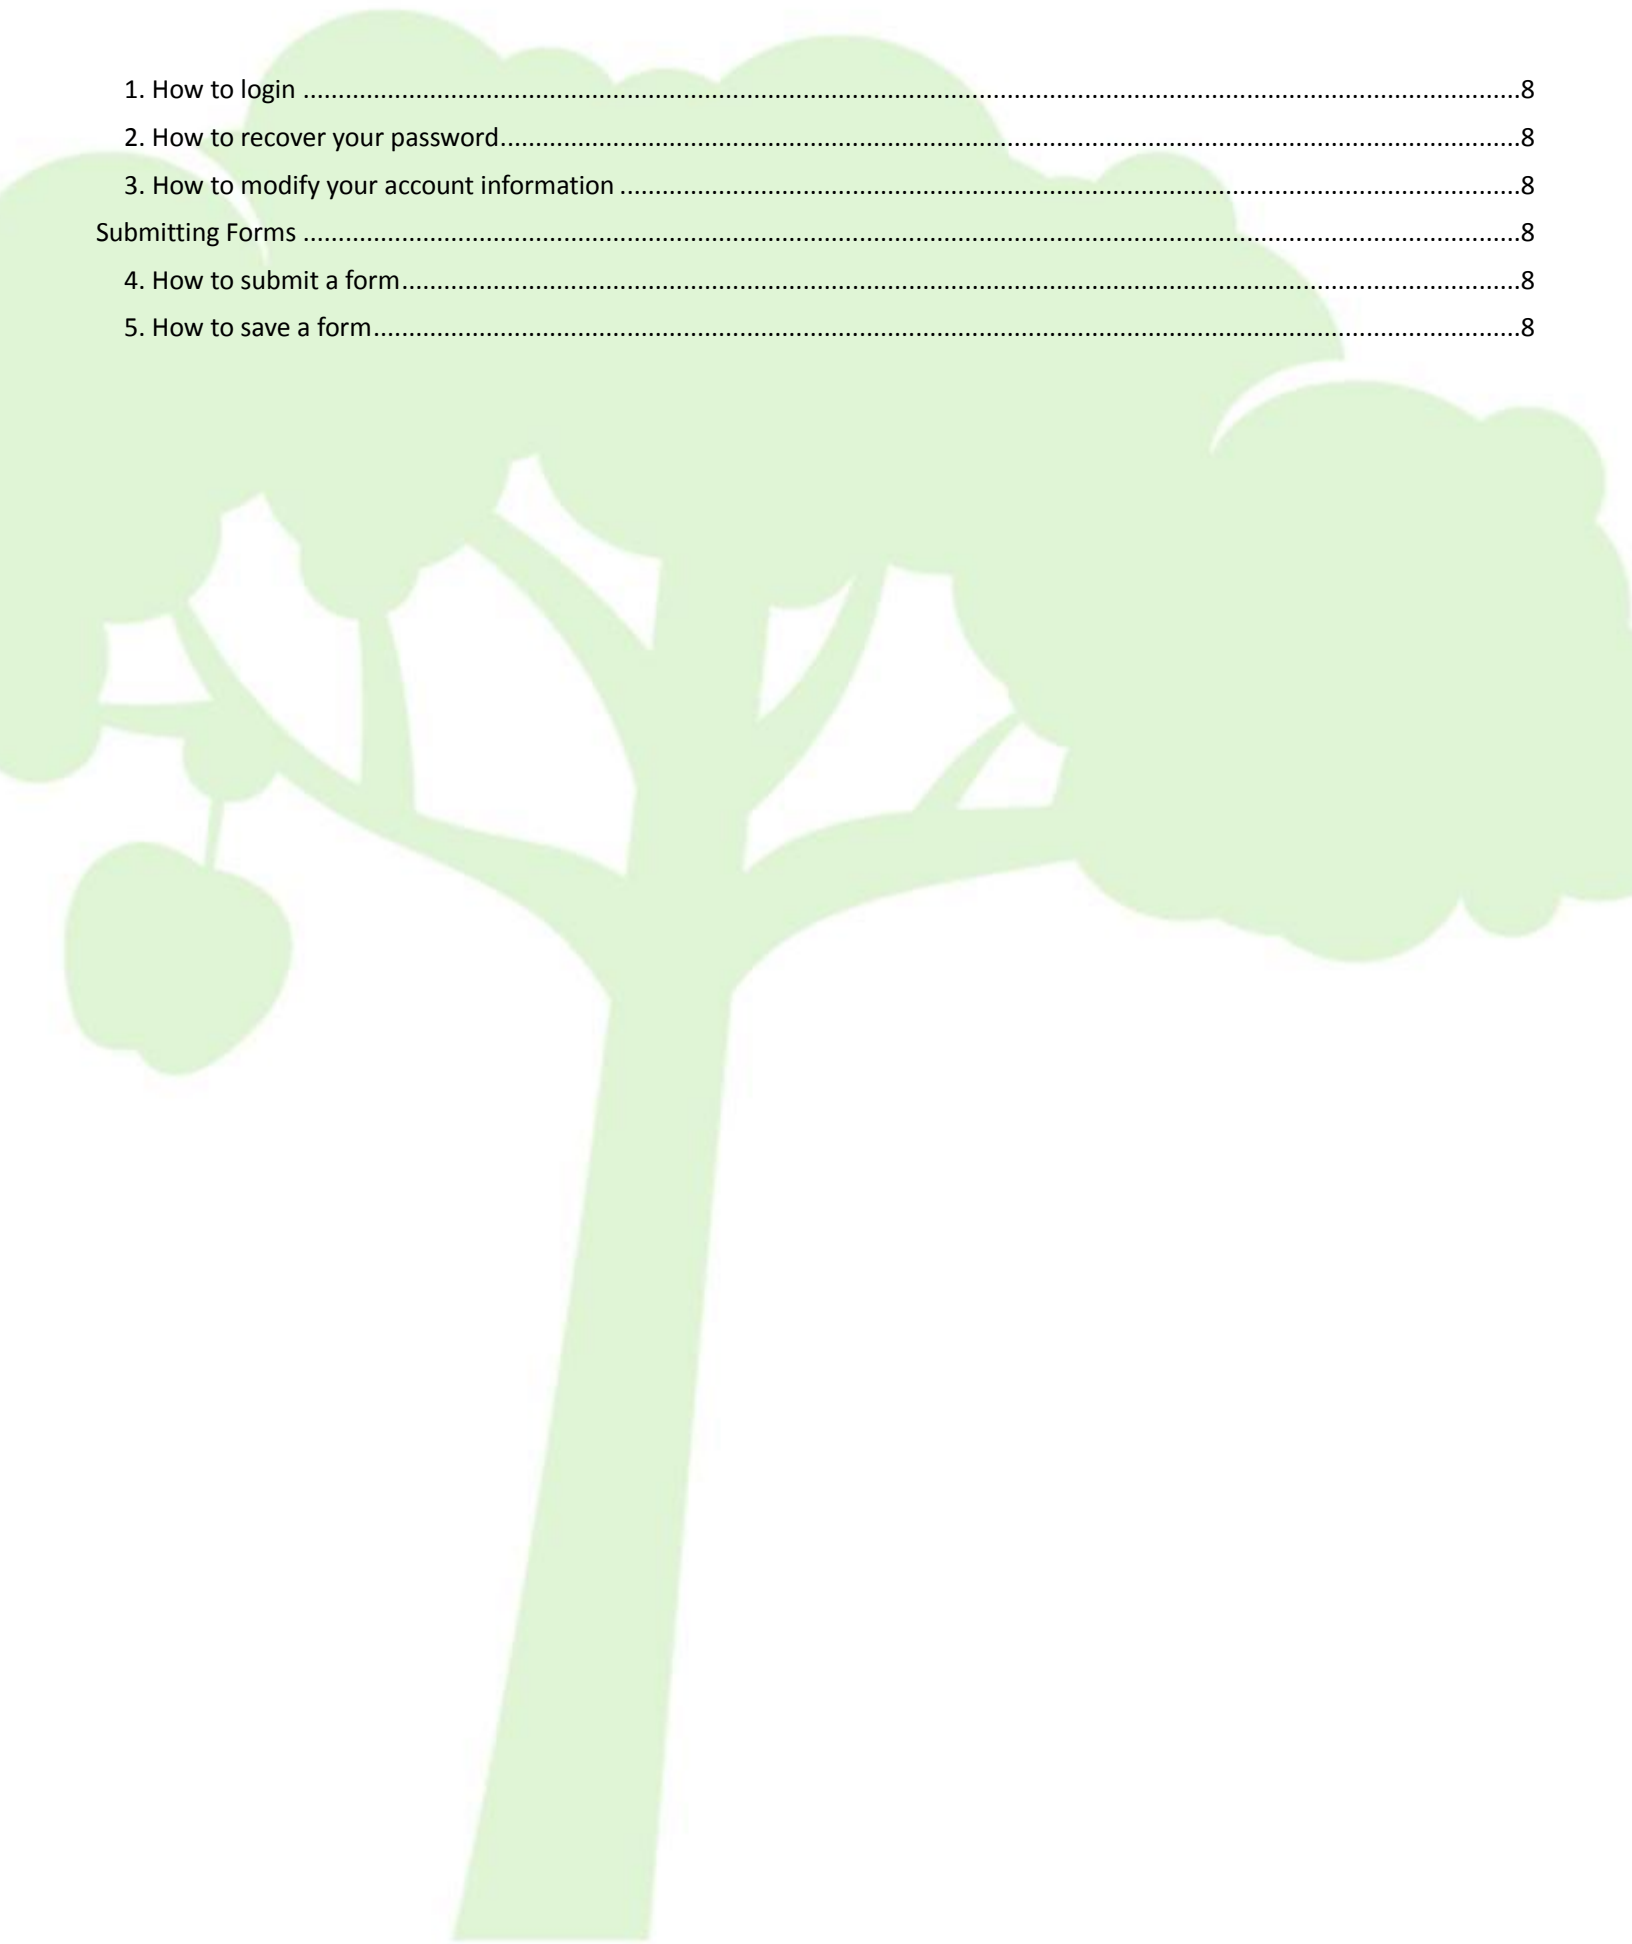 1. How to login ........................................................................................................................................................................8
2. How to recover your password...........................................................................................................................................8
3. How to modify your account information ..........................................................................................................................8
Submitting Forms ........................................................................................................................................................................8
4. How to submit a form.........................................................................................................................................................8
5. How to save a form.............................................................................................................................................................8